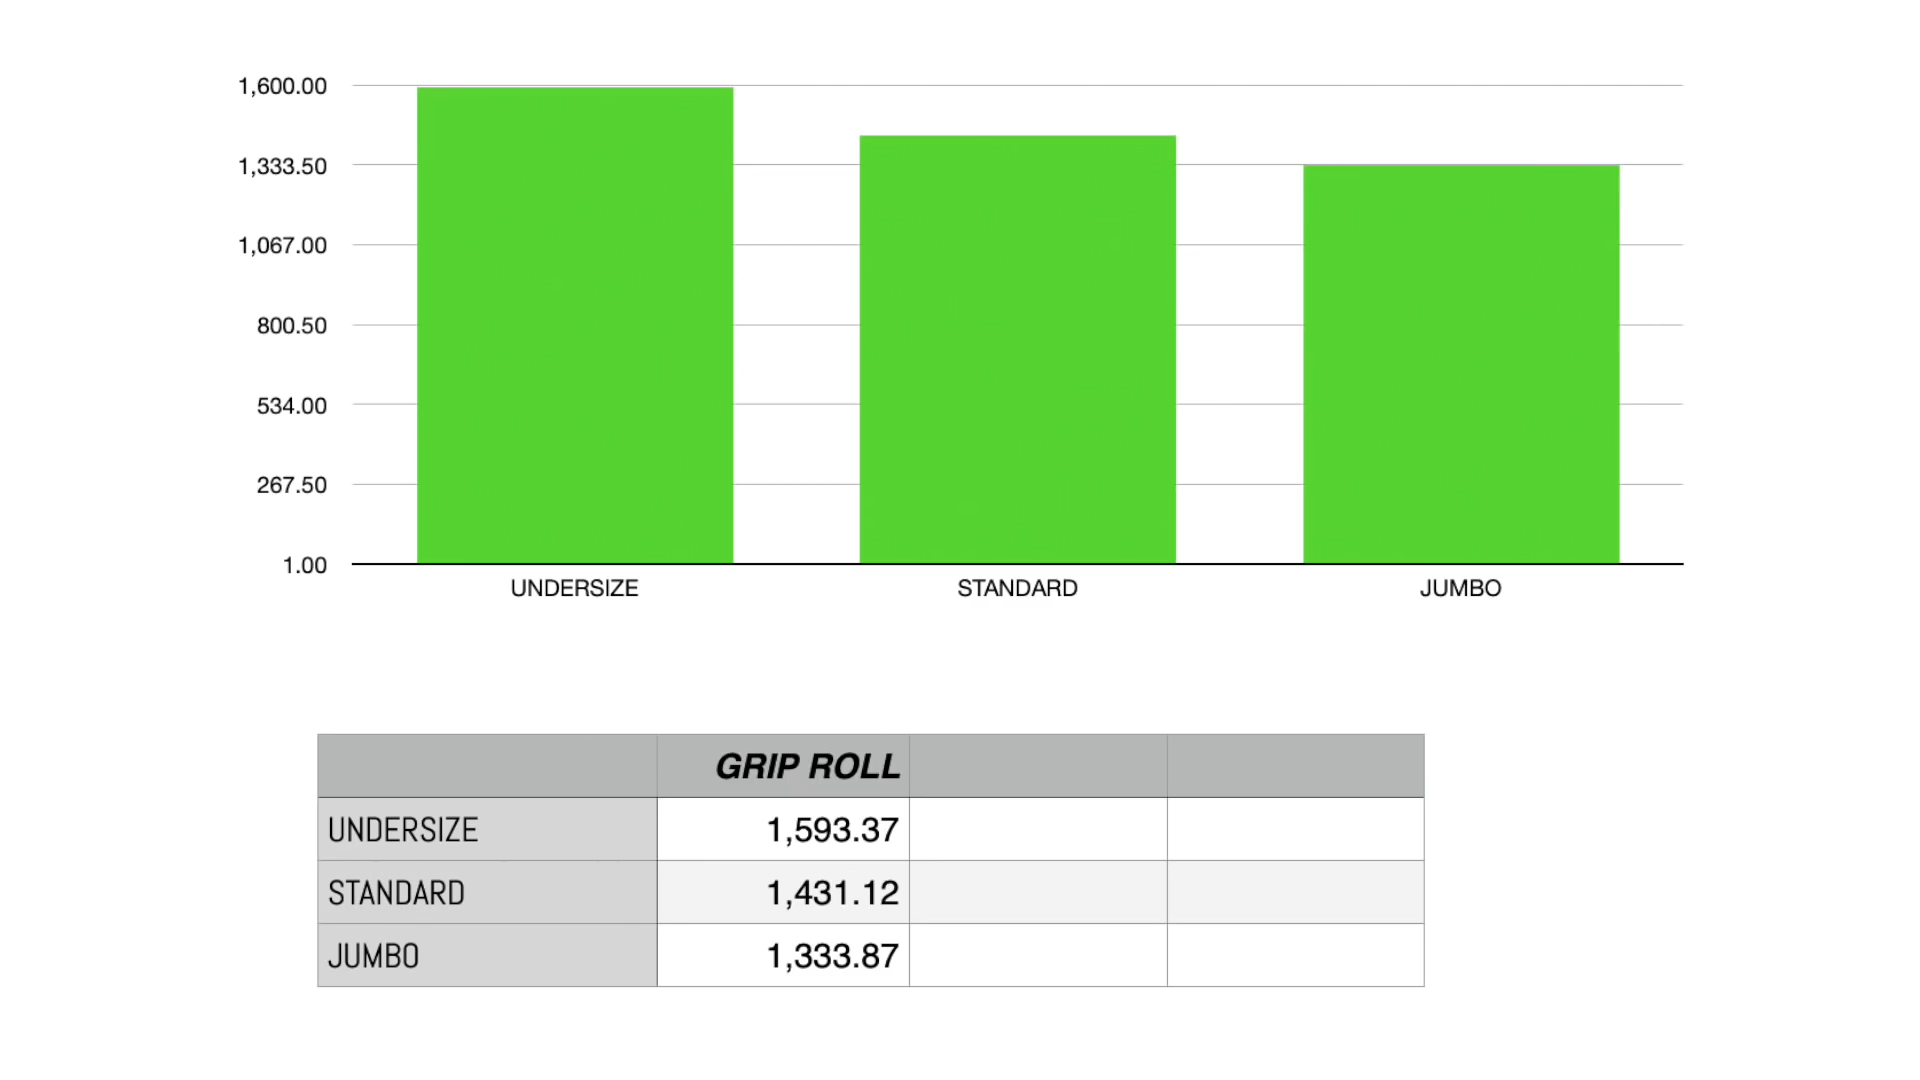 1,600.00
1,333.50
1,067.00
800.50
534.00
267.50
1.00
UNDERSIZE STANDARD JUMBO
GRIP ROLL
UNDERSIZE 1,593.37
STANDARD 1,431.12
JUMBO 1,333.87